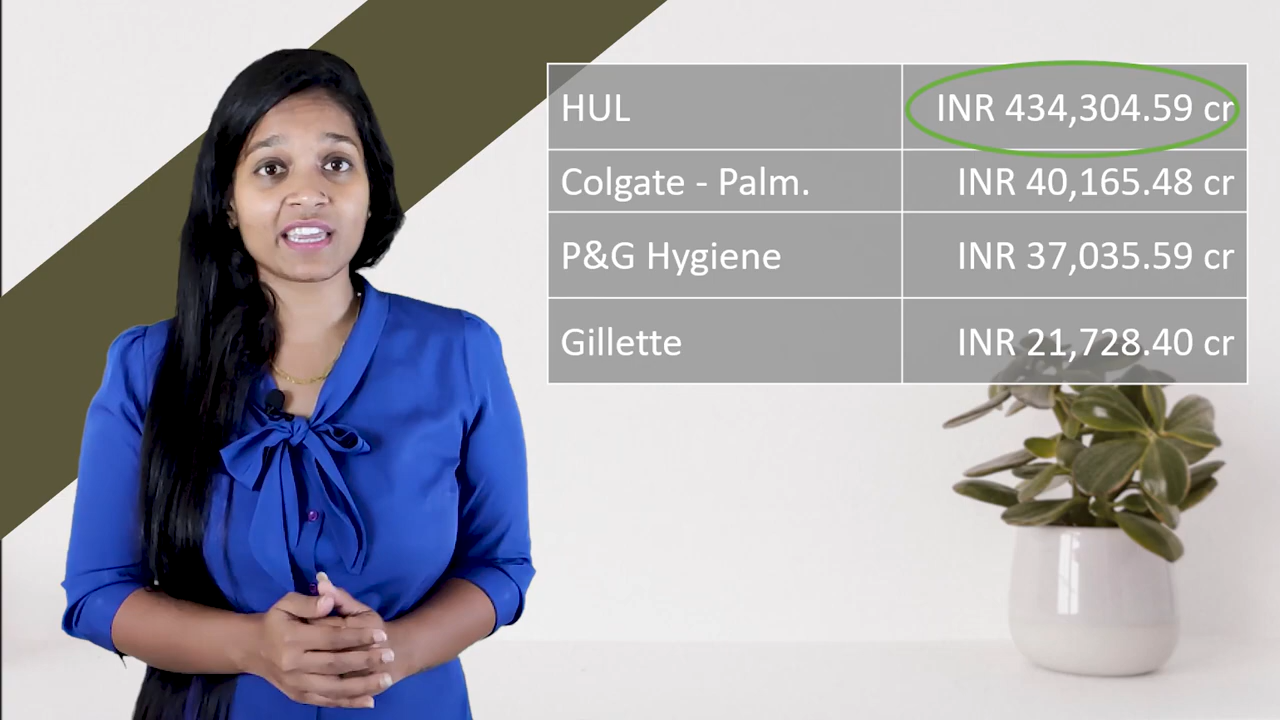 HUL INR 434,304.59 cr
Colgate - Palm. INR 40,165.48 cr
P&G Hygiene INR 37,035.59 cr
Gillette INR 21,728.40 cr